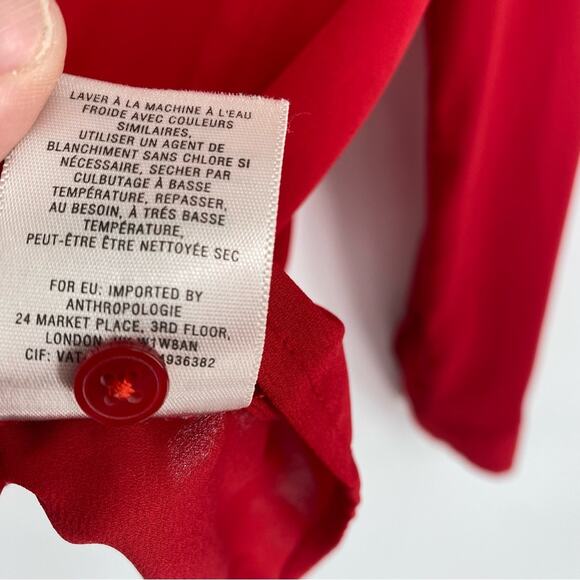 LAVER À LA MACHINE À L'EAU
FROIDE AVEC COULEURS
SIMILAIRES,
UTILISER UN AGENT DE
BLANCHIMENT SANS CHLORE SI
NÉCESSAIRE, SECHER PAR
CULBUTAGE À BASSE
TEMPÉRATURE, REPASSER,
AU BESOIN, À TRÈS BASSE
TEMPÉRATURE,
PEUT-ÊTRE ÊTRE NETTOYÉE SEC
FOR EU: IMPORTED BY
ANTHROPOLOGIE
24 MARKET PLACE, 3RD FLOOR,
LONDON W1W8AN
CIF: VAT 4936382